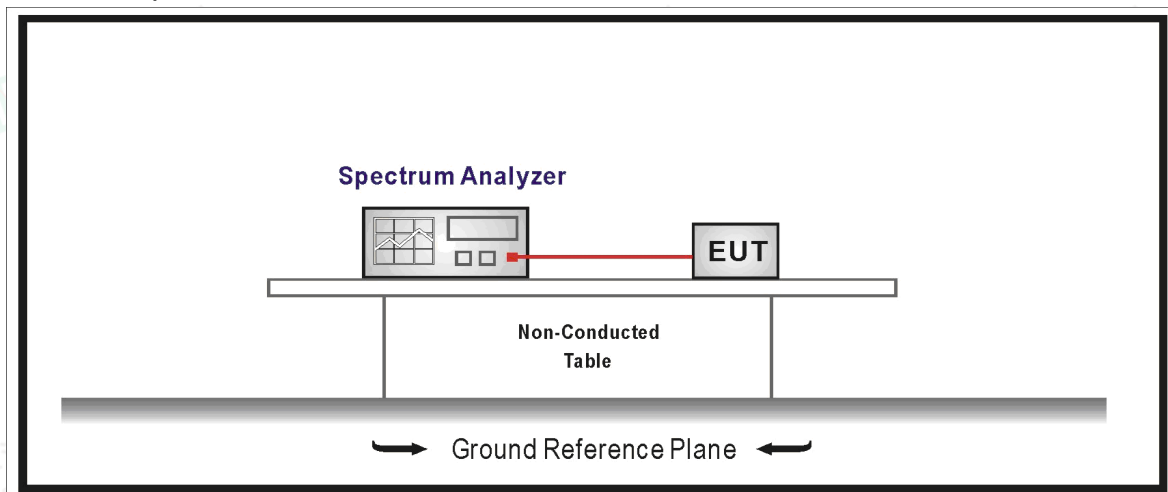 Spectrum Analyzer
EUT
Non-Conducted
Table
Ground Reference Plane